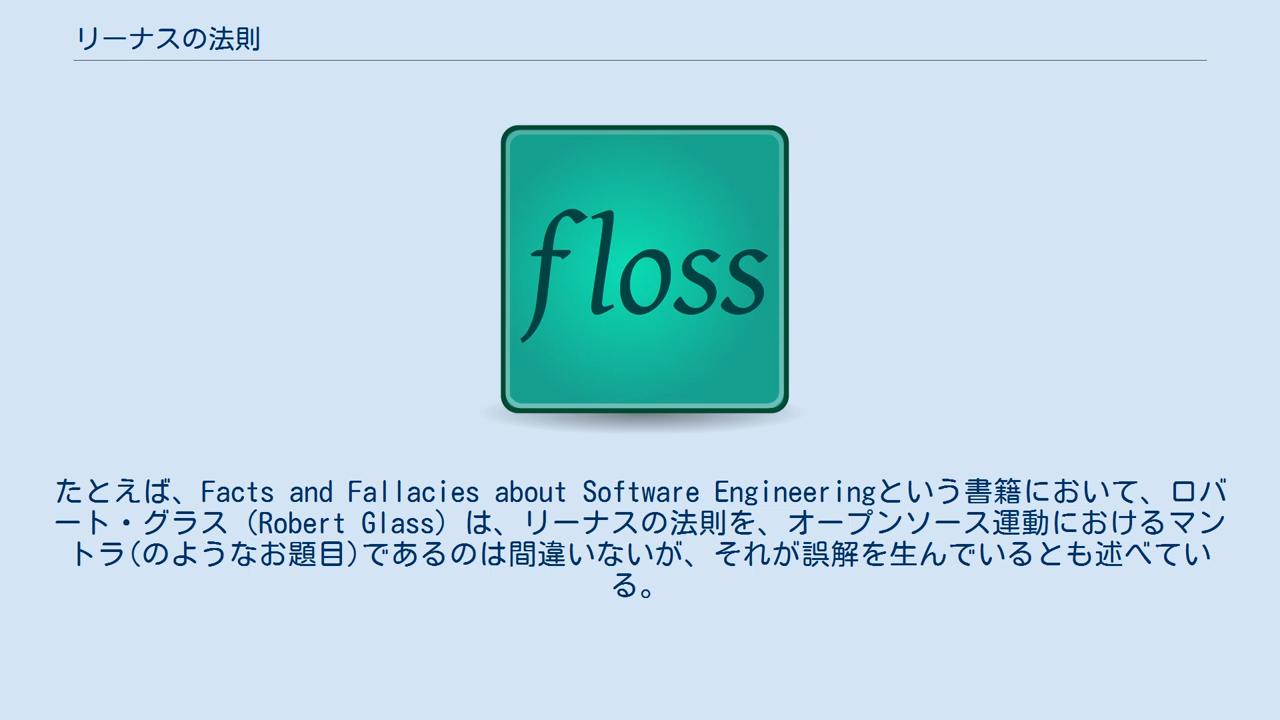 リーナスの法則
floss
たとえば、Facts and Fallacies about Software Engineeringという書籍において、ロバ
ート・グラス（Robert Glass）は、リーナスの法則を、オープンソース運動におけるマン
トラ(のようなお題目)であるのは間違いないが、それが誤解を生んでいるとも述べてい
る。